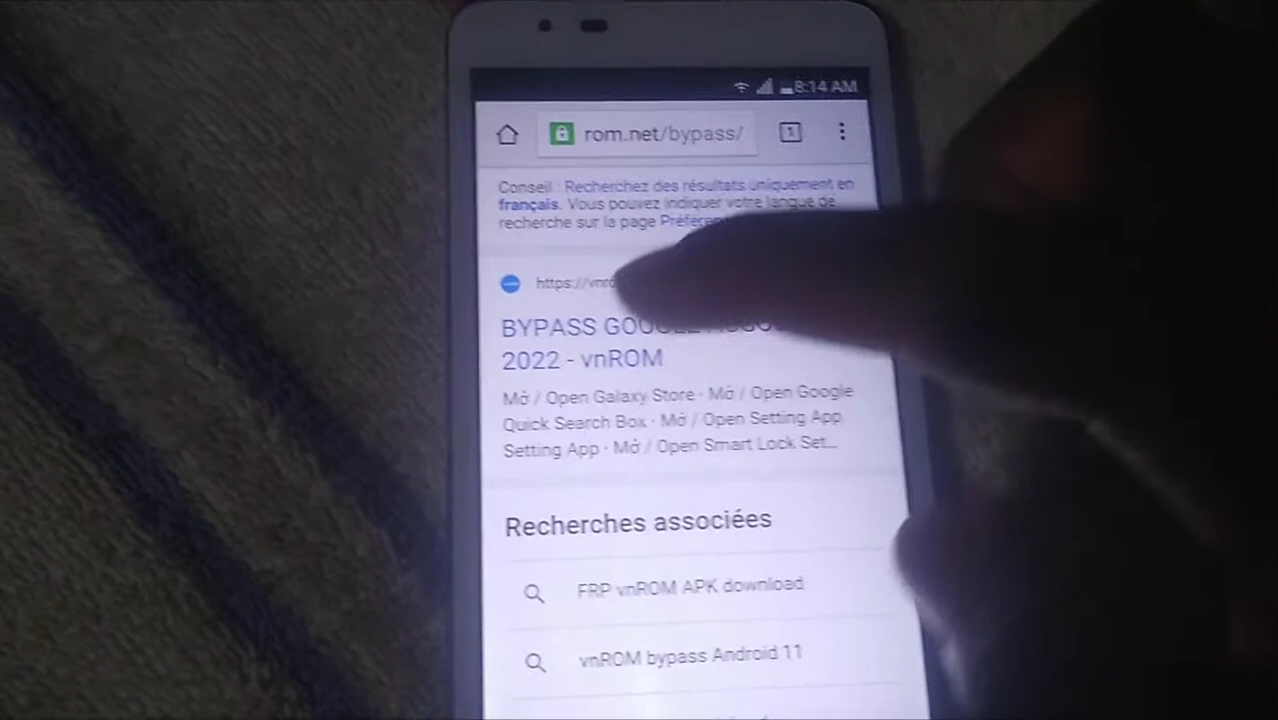 8:14 AM
rom.net/bypass/
1
Conseil : Recherchez des résultats uniquement en
français. Vous pouvez indiquer votre langue de
recherche sur la page
https://vnro
BYPASS
2022 - vnROM
Mở / Open Galaxy Store · Mở / Open Google
Quick Search Box · Mở / Open Setting App
Setting App · Mở / Open Smart Lock Set...
Recherches associées
FRP vnROM APK download
vnROM bypass Android 11